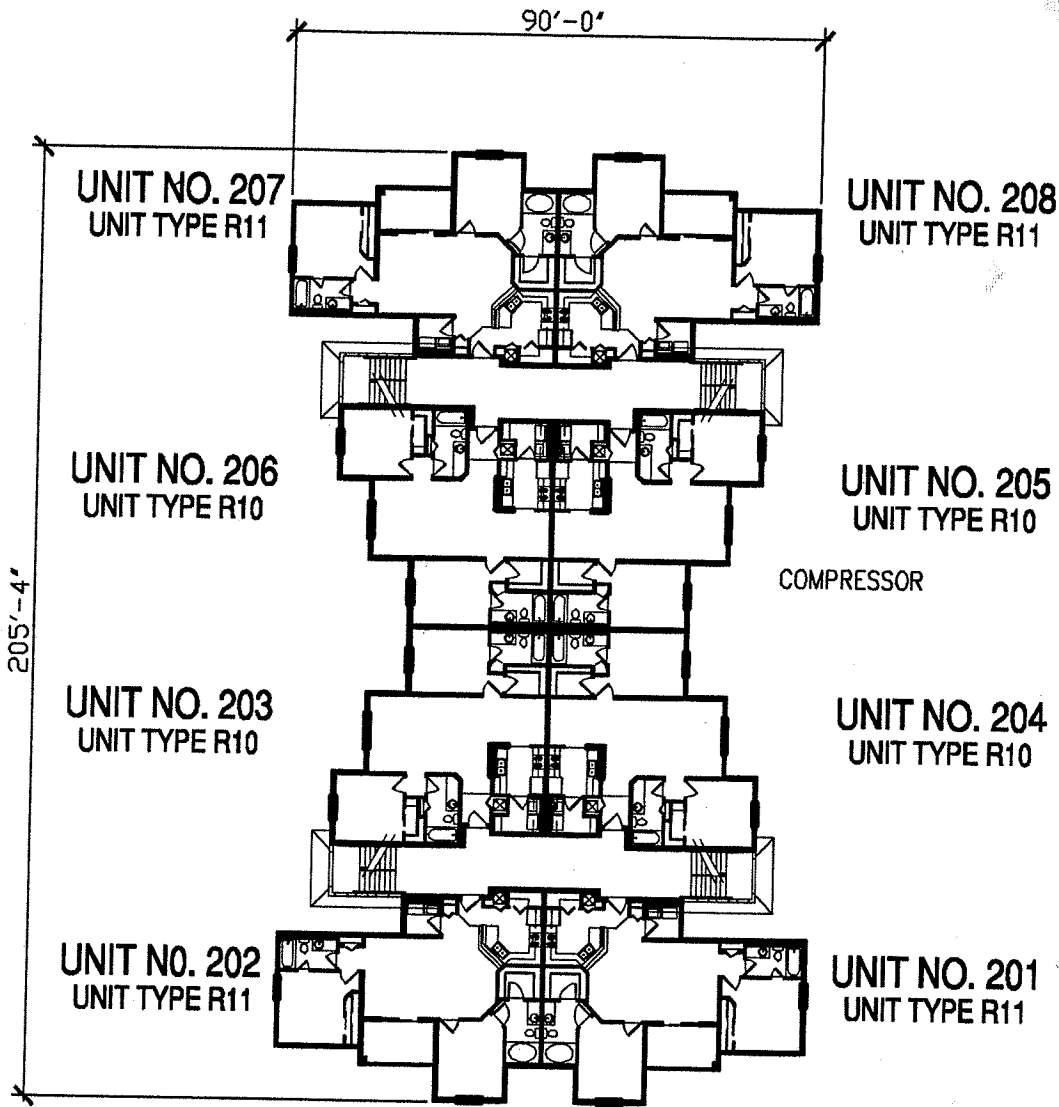 90'-0"
UNIT NO. 207
UNIT TYPE R11
UNIT NO. 208
UNIT TYPE R11
UNIT NO. 206
UNIT TYPE R10
UNIT NO. 205
UNIT TYPE R10
COMPRESSOR
205'-4"
UNIT NO. 203
UNIT TYPE R10
UNIT NO. 204
UNIT TYPE R10
UNIT N0. 202
UNIT TYPE R11
UNIT NO. 201
UNIT TYPE R11